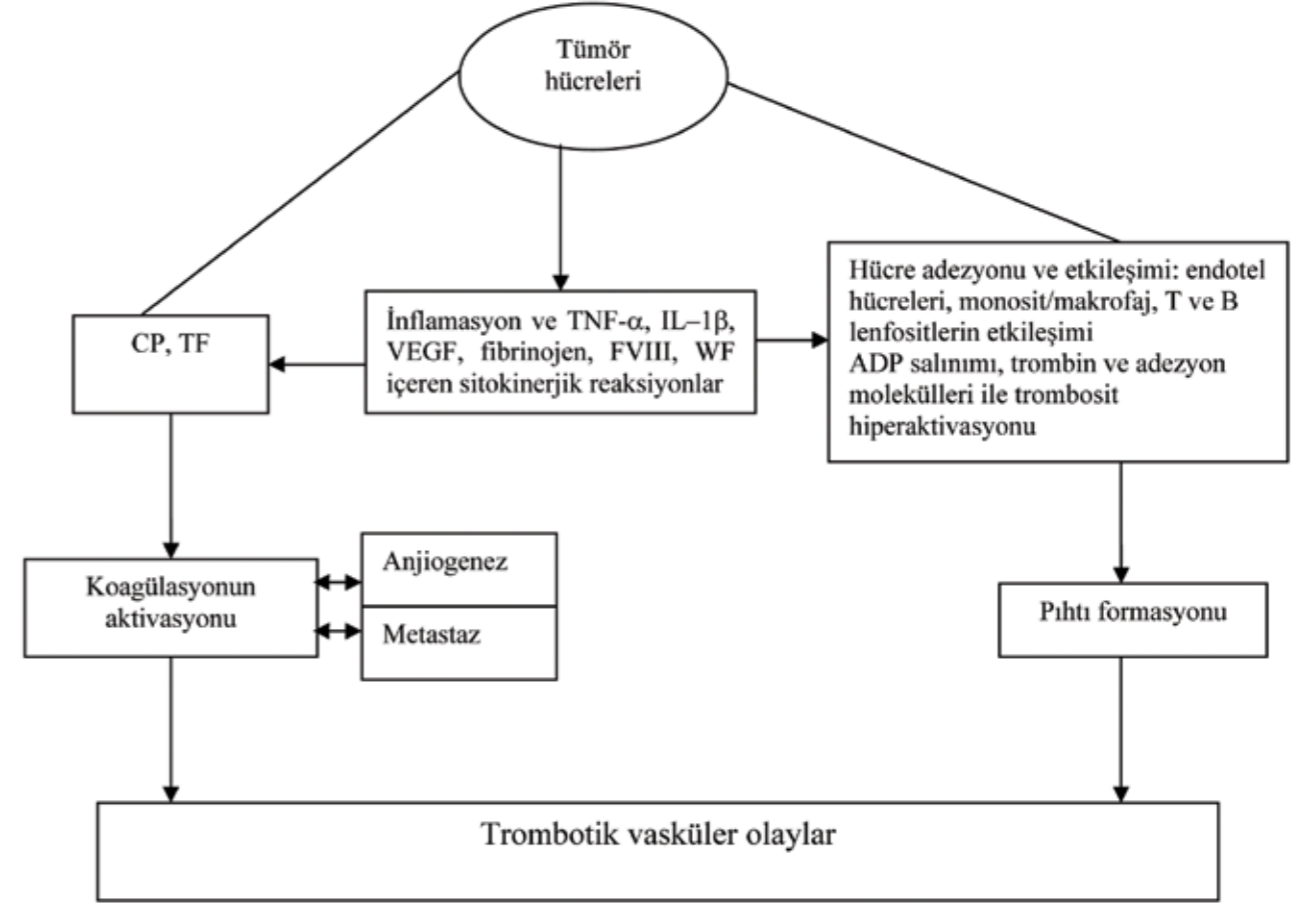 Tümör
hücreleri
CP, TF
İnflamasyon ve TNF-α, IL–1β,
VEGF, fibrinojen, FVIII, WF
içeren sitokinerjik reaksiyonlar
Hücre adezyonu ve etkileşimi: endotel
hücreleri, monosit/makrofaj, T ve B
lenfositlerin etkileşimi
ADP salınımı, trombin ve adezyon
molekülleri ile trombosit
hiperaktivasyonu
Koagülasyonun
aktivasyonu
Anjiogenez
Metastaz
Pıhtı formasyonu
Trombotik vasküler olaylar